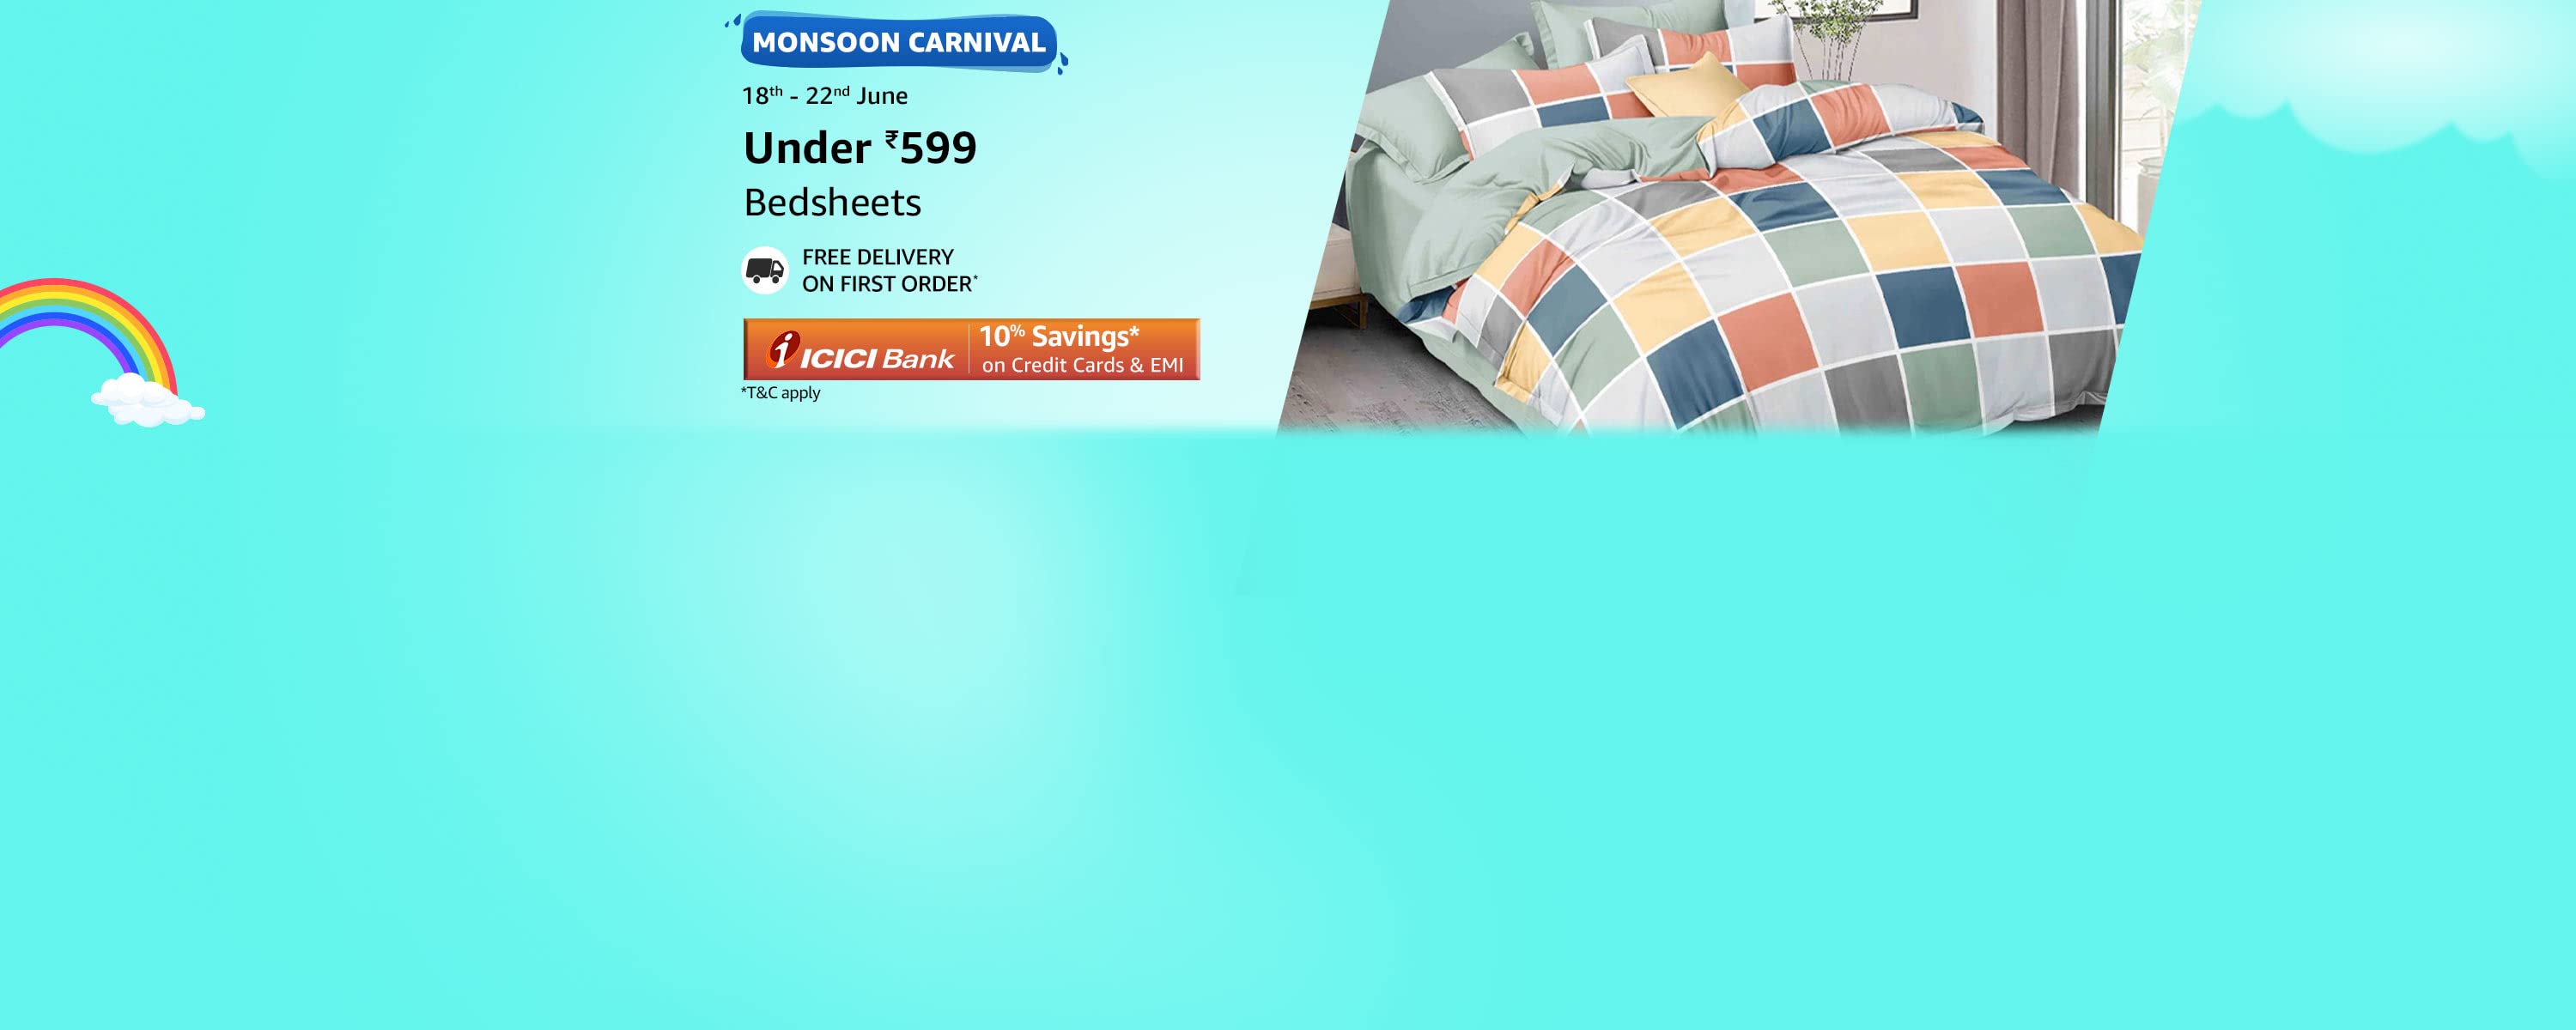 MONSOON CARNIVAL
18th - 22nd June
Under ₹599
Bedsheets
FREE DELIVERY
ON FIRST ORDER*
i ICICI Bank
10% Savings*
on Credit Cards & EMI
*T&C apply